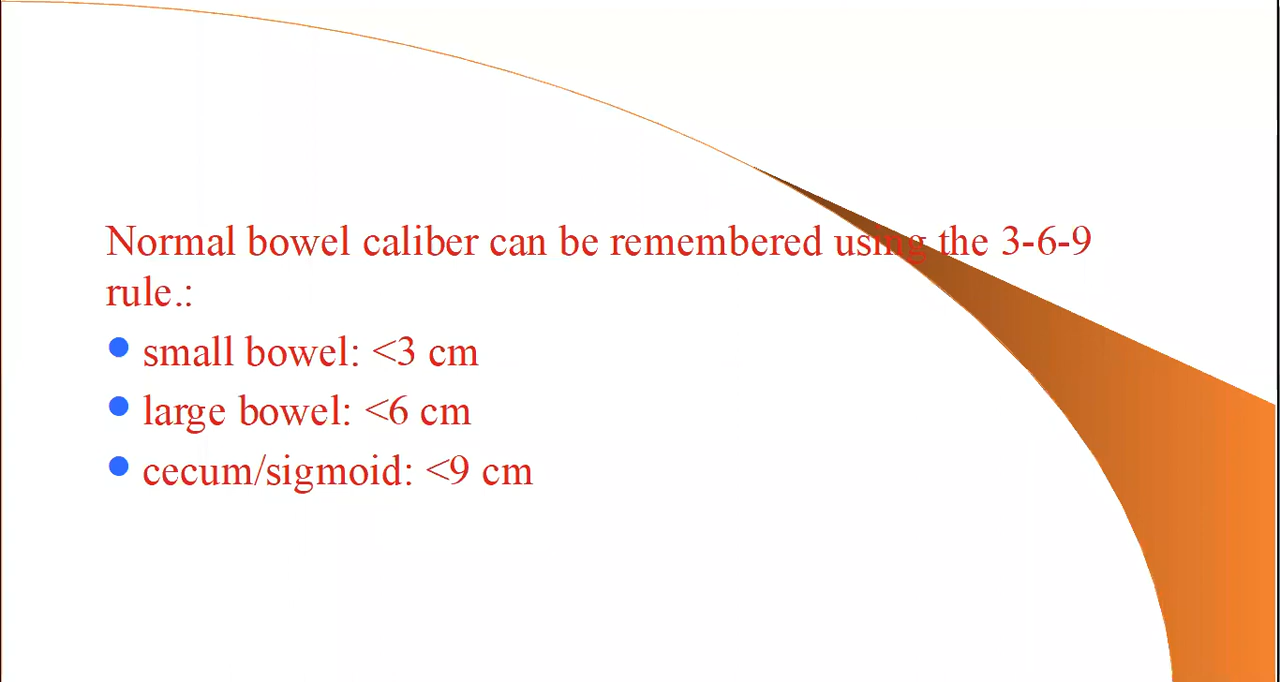 Normal bowel caliber can be remembered using the 3-6-9
rule.:
small bowel: <3 cm
large bowel: <6 cm
cecum/sigmoid: <9 cm